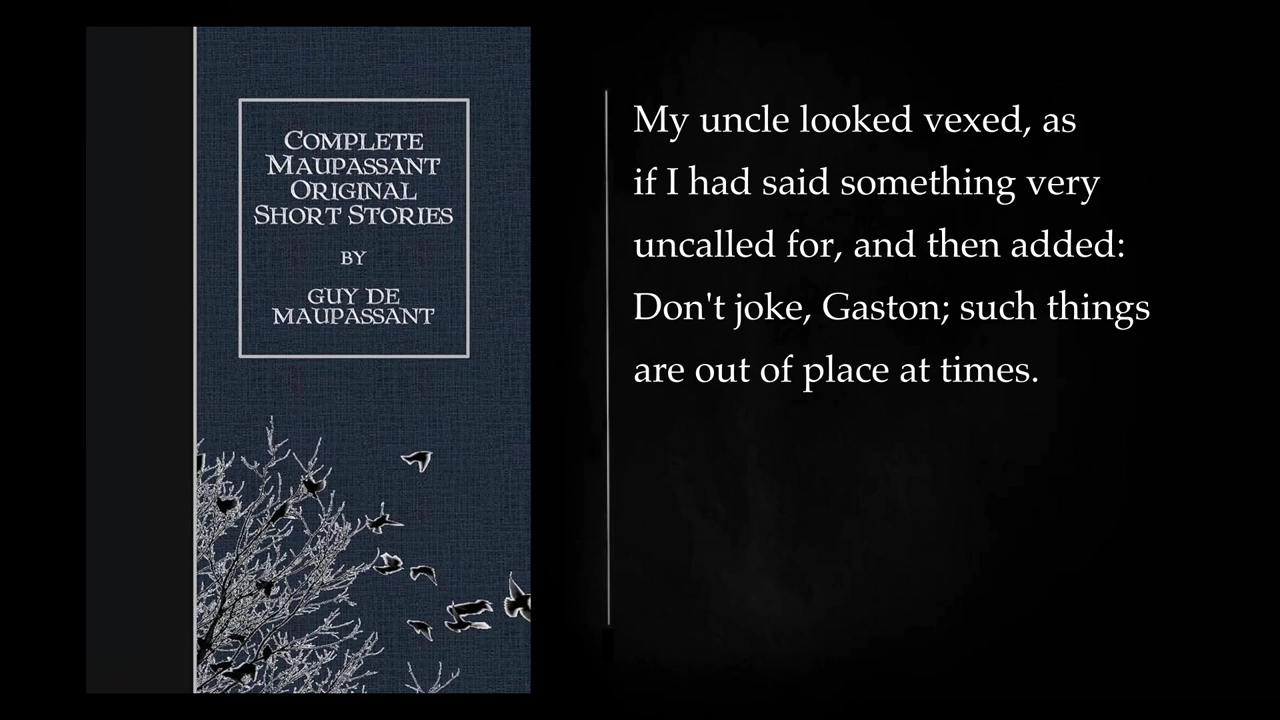 COMPLETE
MAUPASSANT
ORIGINAL
SHORT STORIES
BY
GUY DE
MAUPASSANT
My uncle looked vexed, as
if I had said something very
uncalled for, and then added:
Don't joke, Gaston; such things
are out of place at times.